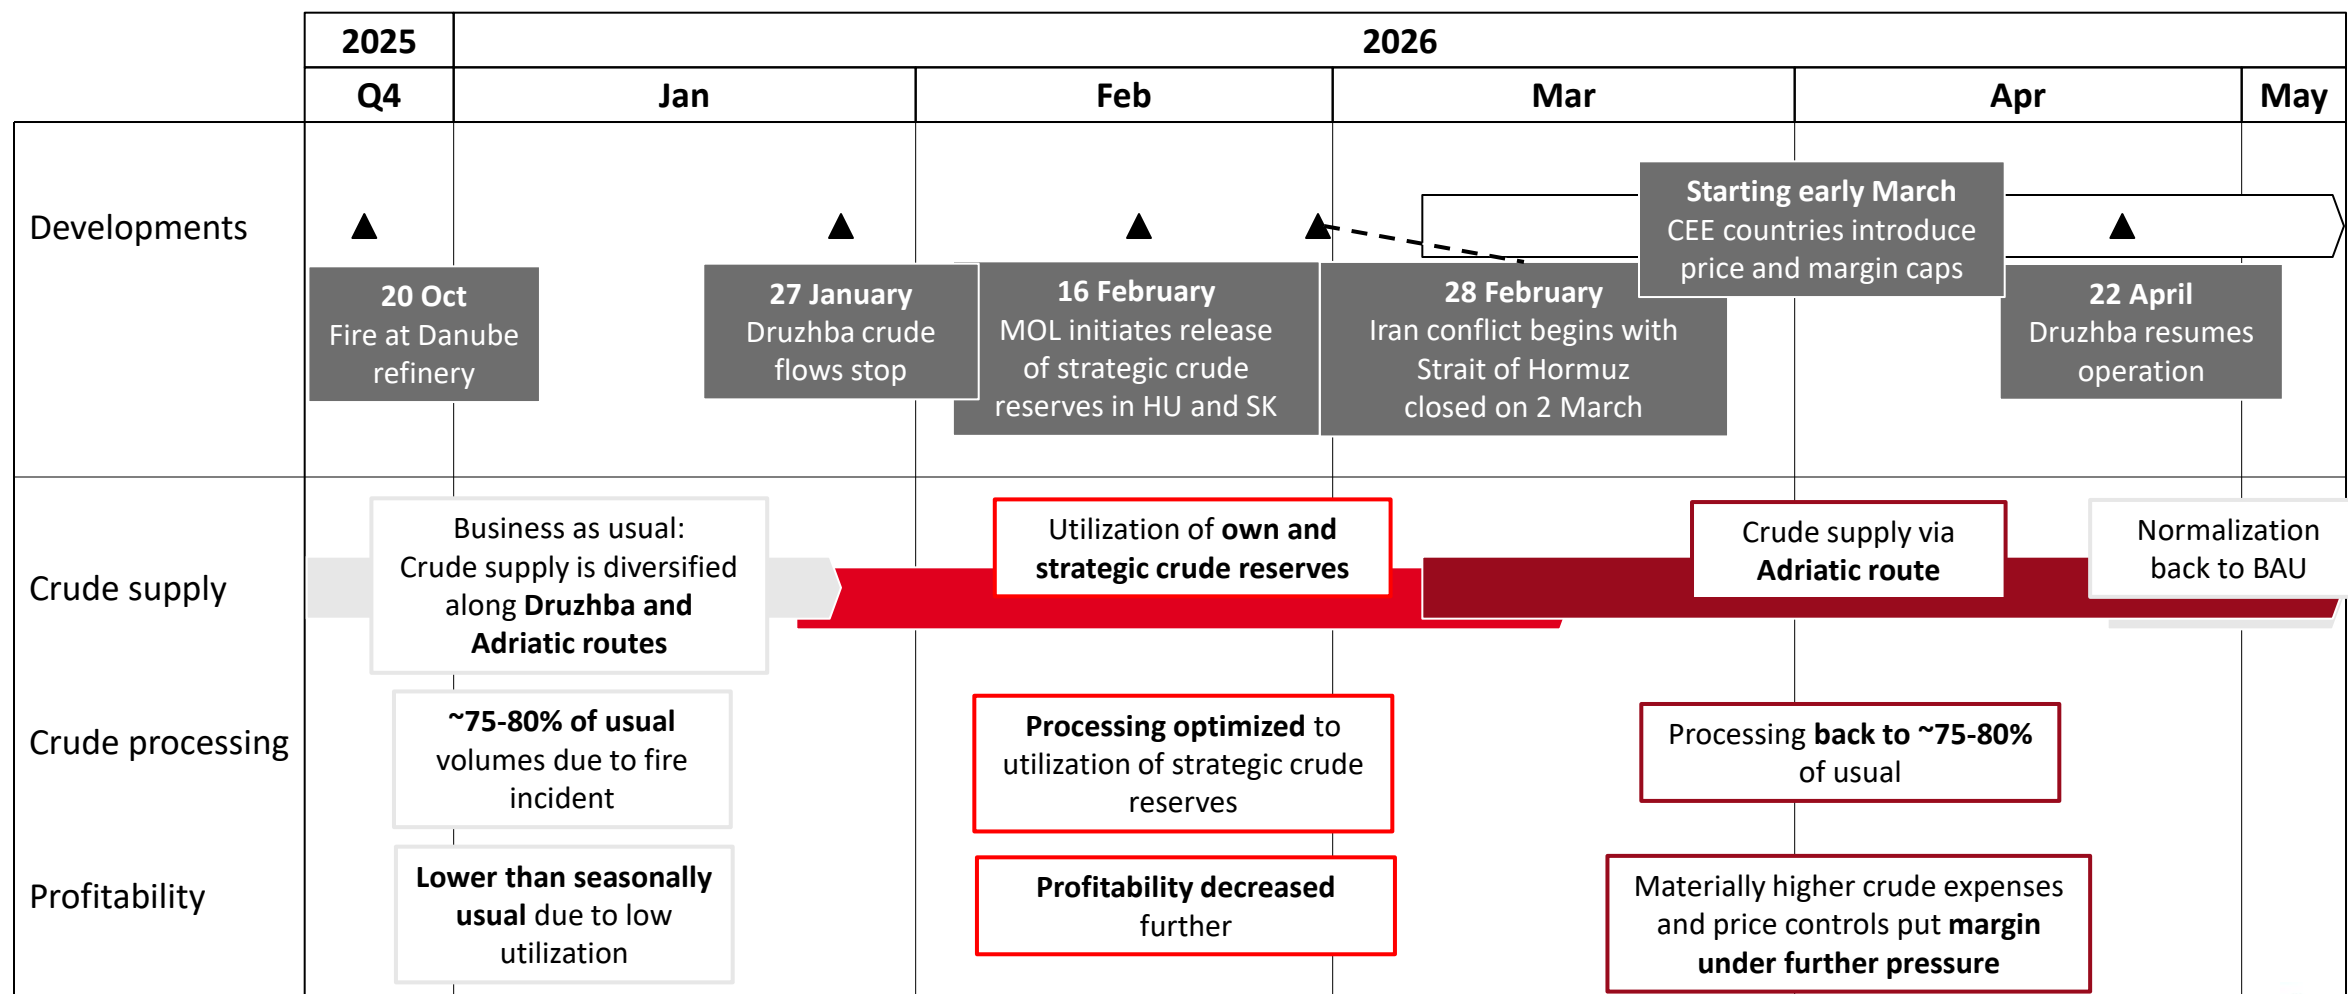 2025
2026
Q4
Jan
Feb
Mar
Apr
May
Developments
20 Oct
Fire at Danube
refinery
27 January
Druzhba crude
flows stop
16 February
MOL initiates release
of strategic crude
reserves in HU and SK
28 February
Iran conflict begins with
Strait of Hormuz
closed on 2 March
Starting early March
CEE countries introduce
price and margin caps
22 April
Druzhba resumes
operation
Crude supply
Business as usual:
Crude supply is diversified
along Druzhba and
Adriatic routes
Utilization of own and
strategic crude reserves
Crude supply via
Adriatic route
Normalization
back to BAU
Crude processing
~75-80% of usual
volumes due to fire
incident
Processing optimized to
utilization of strategic crude
reserves
Processing back to ~75-80%
of usual
Profitability
Lower than seasonally
usual due to low
utilization
Profitability decreased
further
Materially higher crude expenses
and price controls put margin
under further pressure